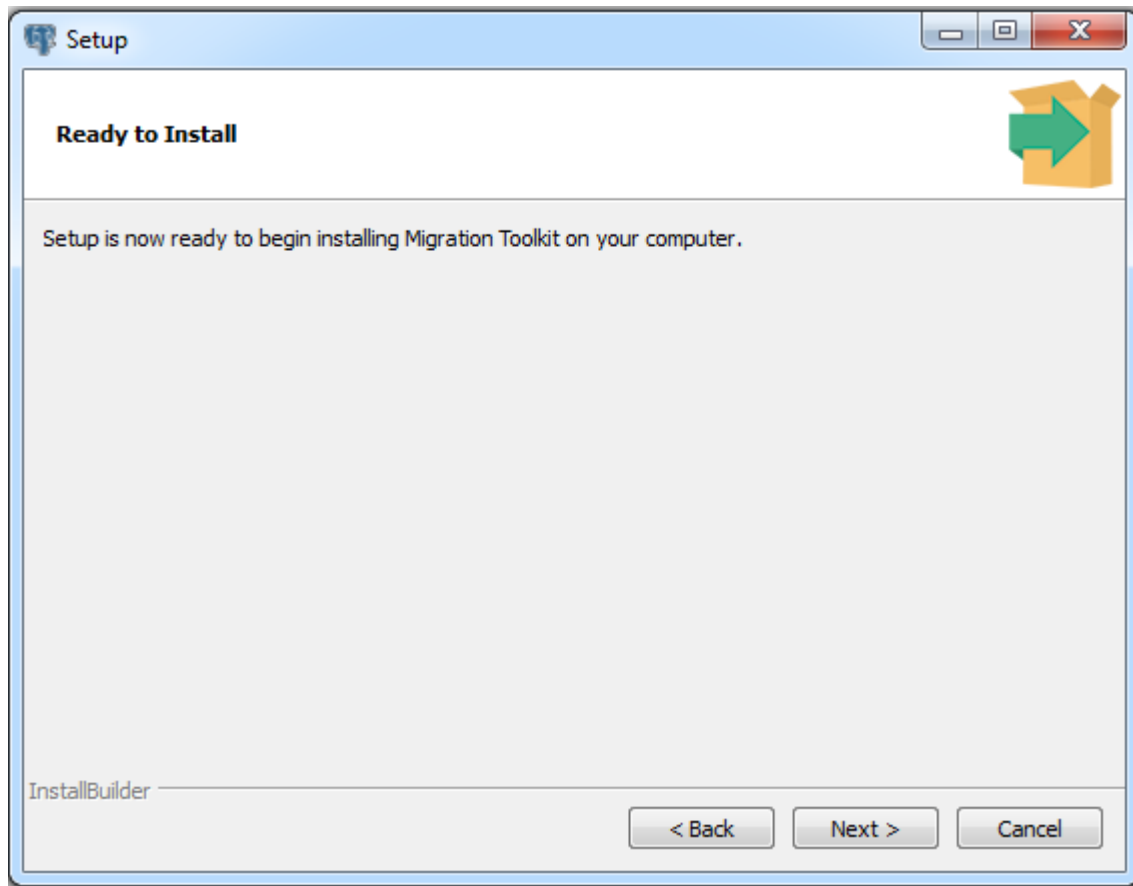 Setup
Ready to Install
Setup is now ready to begin installing Migration Toolkit on your computer.
InstallBuilder
< Back
Next >
Cancel